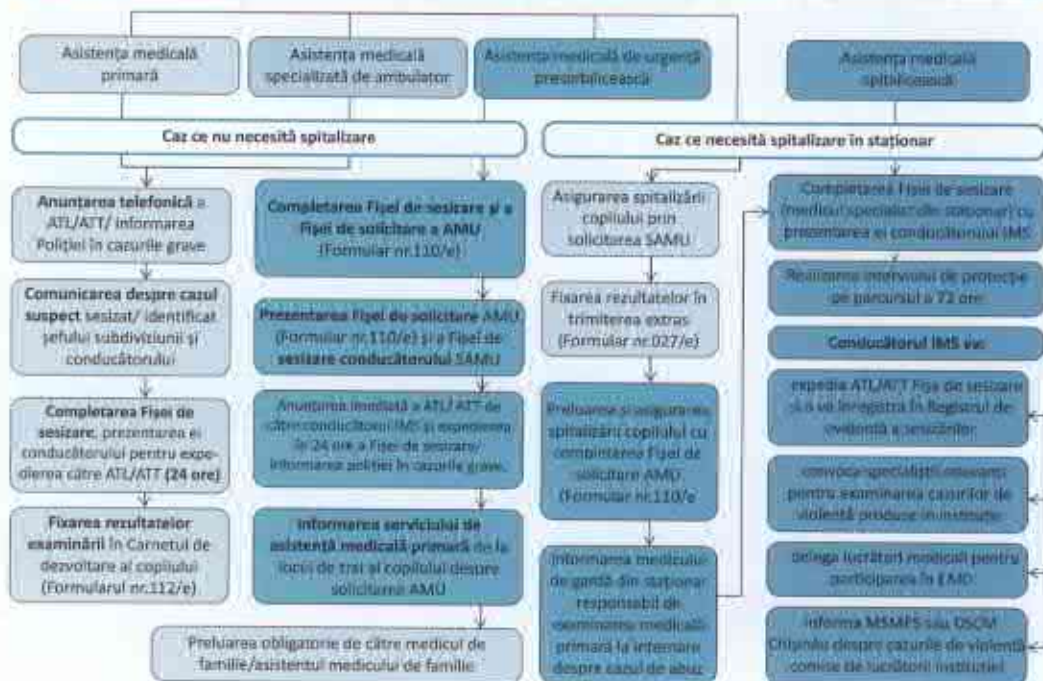 Asistența medicală
primară
Asistența medicală
specializată de ambulator
Asistența medicală de urgență
prespitalicească
Asistența medicală
spitalicească
Caz ce nu necesită spitalizare
Caz ce necesită spitalizare în staționar
Anunțarea telefonică a
ATL/ATT/ informarea
Poliției în cazurile grave
Comunicarea despre cazul
suspect sesizat/ identificat
șefului subdiviziunii și
conducătorului
Completarea Fișei de
sesizare, prezentarea ei
conducătorului pentru expe-
dierea către ATL/ATT (24 ore)
Fixarea rezultatelor
examinării în Carnetul de
dezvoltare al copilului
(Formularul nr.112/e)
Completarea Fișei de sesizare și a
Fișei de solicitare a AMU
(Formular nr.110/e)
Prezentarea Fișei de solicitare AMU
(Formular nr.110/e) și a Fișei de
sesizare conducătorului SAMU
Anunțarea imediată a ATL/ ATT de
către conducătorul IMS și expedierea
în 24 ore a Fișei de sesizare/
informarea poliției în cazurile grave.
Informarea serviciului de
asistență medicală primară de la
locul de trai al copilului despre
solicitarea AMU
Preluarea obligatorie de către medicul de
familie/asistentul medicului de familie
Asigurarea spitalizării
copilului prin
solicitarea SAMU
Fixarea rezultatelor în
trimiterea extras
(Formular nr.027/e)
Preluarea și asigurarea
spitalizării copilului cu
completarea Fișei de
solicitare AMU
(Formular nr.110/e
Informarea medicului
de gardă din staționar
responsabil de
examinarea medicală
primară la internare
despre cazul de abuz
Completarea Fișei de sesizare
(medicul specialist din staționar) cu
prezentarea ei conducătorului IMS
Realizarea interviului de protecție
pe parcursul a 72 ore
Conducătorul IMS va:
expedia ATL/ATT Fișa de sesizare
și o va înregistra în Registrul de
evidență a sesizărilor
convoca specialiștii relevanți
pentru examinarea cazurilor de
violență produse în instituție
delega lucrători medicali pentru
participarea în EMD
informa MSMPS sau DSCM
Chișinău despre cazurile de violență
comise de lucrătorii instituției